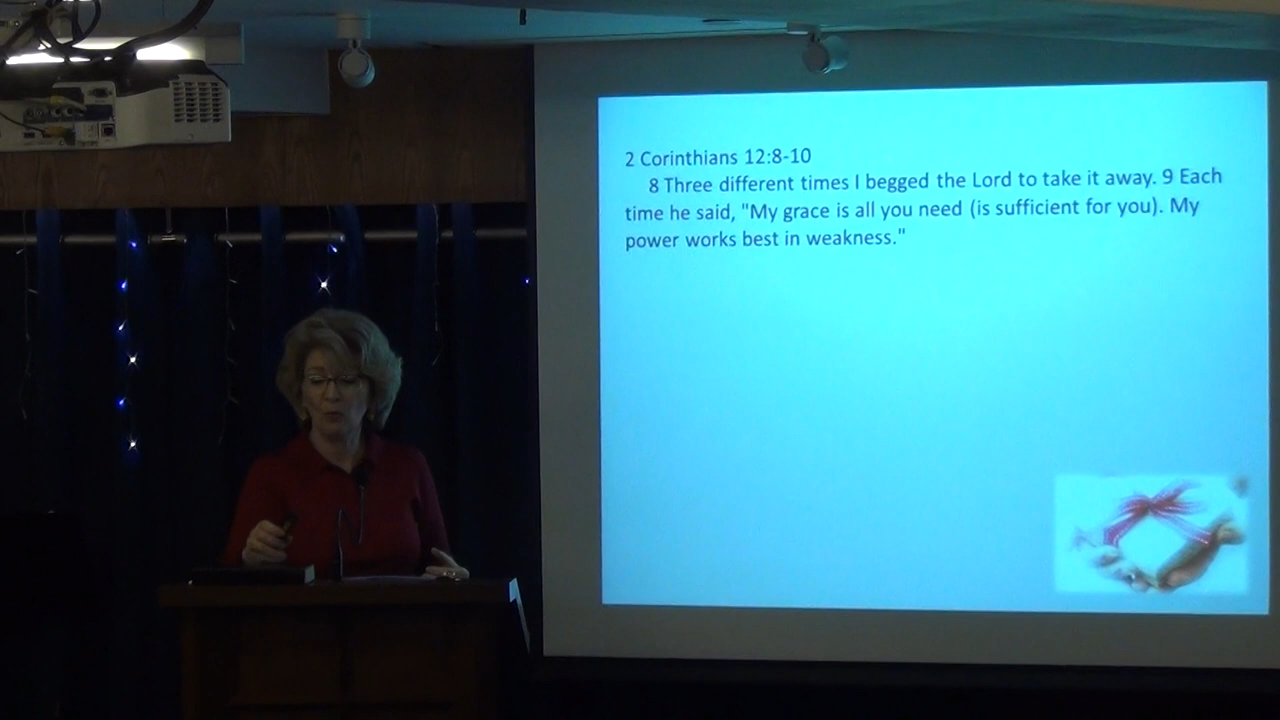 2 Corinthians 12:8-10
8 Three different times I begged the Lord to take it away. 9 Each
time he said, "My grace is all you need (is sufficient for you). My
power works best in weakness."